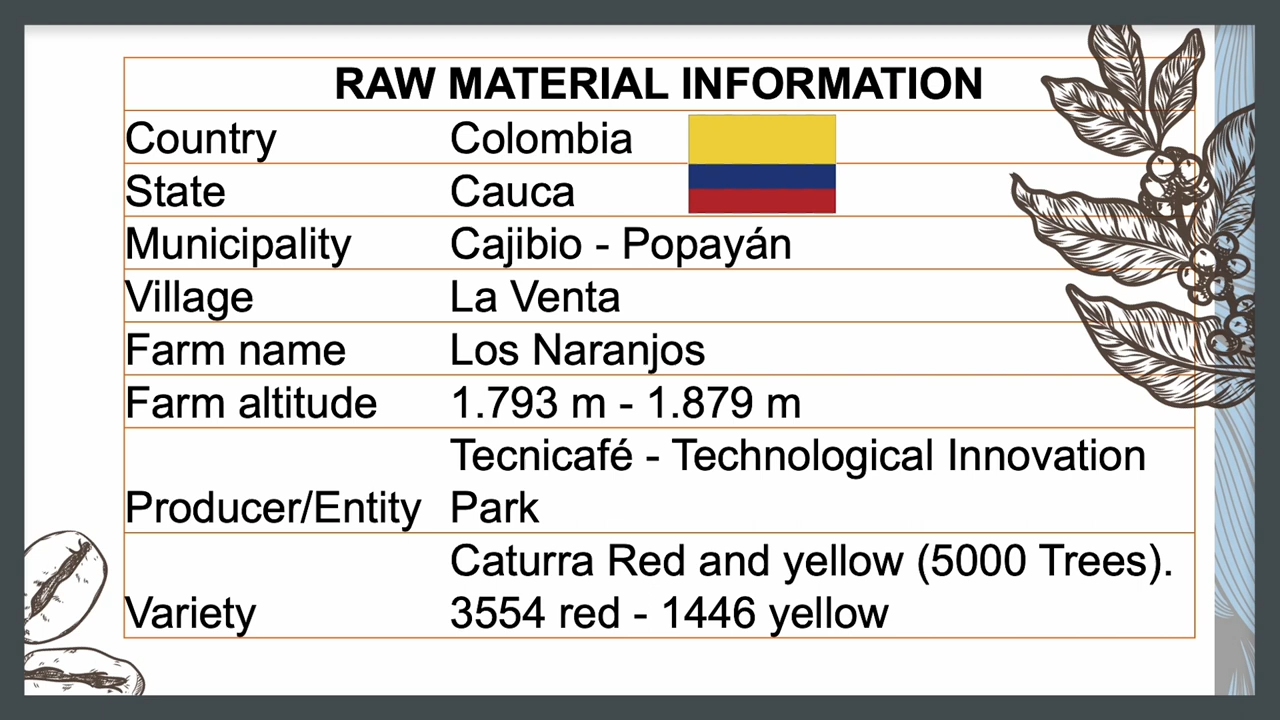 RAW MATERIAL INFORMATION
Country Colombia
State Cauca
Municipality Cajibio - Popayán
Village La Venta
Farm name Los Naranjos
Farm altitude 1.793 m - 1.879 m
Tecnicafé - Technological Innovation
Producer/Entity Park
Caturra Red and yellow (5000 Trees).
Variety 3554 red - 1446 yellow